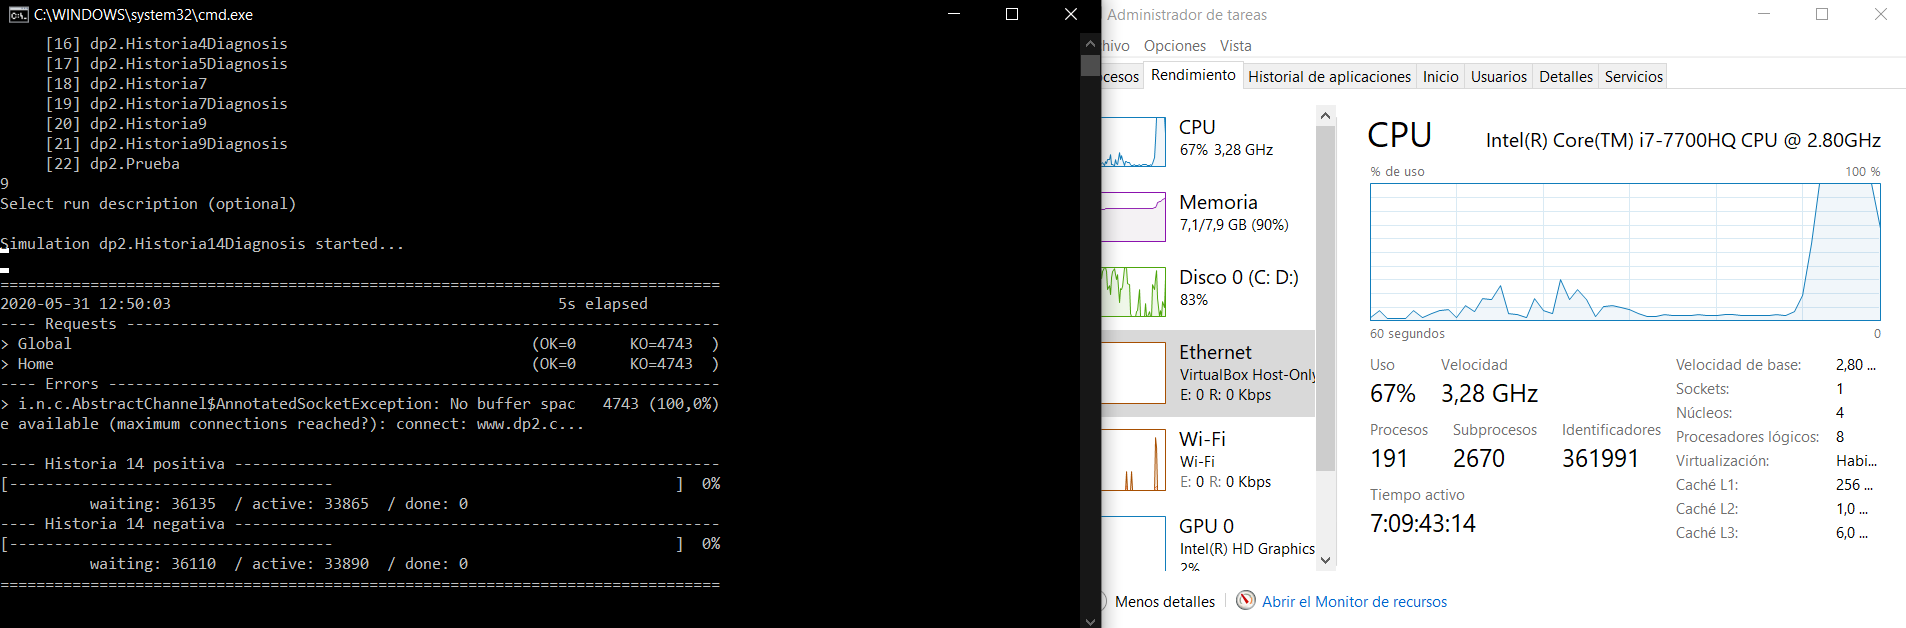 C:\WINDOWS\system32\cmd.exe
[16] dp2.Historia4Diagnosis
[17] dp2.Historia5Diagnosis
[18] dp2.Historia7
[19] dp2.Historia7Diagnosis
[20] dp2.Historia9
[21] dp2.Historia9Diagnosis
[22] dp2.Prueba
9
Select run description (optional)
Simulation dp2.Historia14Diagnosis started...
================================================================================
2020-05-31 12:50:03                                           5s elapsed
---- Requests ------------------------------------------------------------------
> Global                                                   (OK=0      KO=4743  )
> Home                                                     (OK=0      KO=4743  )
---- Errors --------------------------------------------------------------------
> i.n.c.AbstractChannel$AnnotatedSocketException: No buffer spac   4743 (100,0%)
e available (maximum connections reached?): connect: www.dp2.c...
---- Historia 14 positiva ------------------------------------------------------
[------------------------------------                                      ]  0%
waiting: 36135  / active: 33865  / done: 0
---- Historia 14 negativa ------------------------------------------------------
[------------------------------------                                      ]  0%
waiting: 36110  / active: 33890  / done: 0
================================================================================
Administrador de tareas
hivo Opciones Vista
cesos Rendimiento Historial de aplicaciones Inicio Usuarios Detalles Servicios
CPU
67% 3,28 GHz
Memoria
7,1/7,9 GB (90%)
Disco 0 (C: D:)
83%
Ethernet
VirtualBox Host-Only
E: 0 R: 0 Kbps
Wi-Fi
Wi-Fi
E: 0 R: 0 Kbps
GPU 0
Intel(R) HD Graphics
2%
CPU Intel(R) Core(TM) i7-7700HQ CPU @ 2.80GHz
% de uso 100 %
60 segundos 0
Uso Velocidad
67% 3,28 GHz
Procesos Subprocesos Identificadores
191 2670 361991
Tiempo activo
7:09:43:14
Velocidad de base: 2,80 ...
Sockets: 1
Núcleos: 4
Procesadores lógicos: 8
Virtualización: Habi...
Caché L1: 256 ...
Caché L2: 1,0 ...
Caché L3: 6,0 ...
Menos detalles Abrir el Monitor de recursos